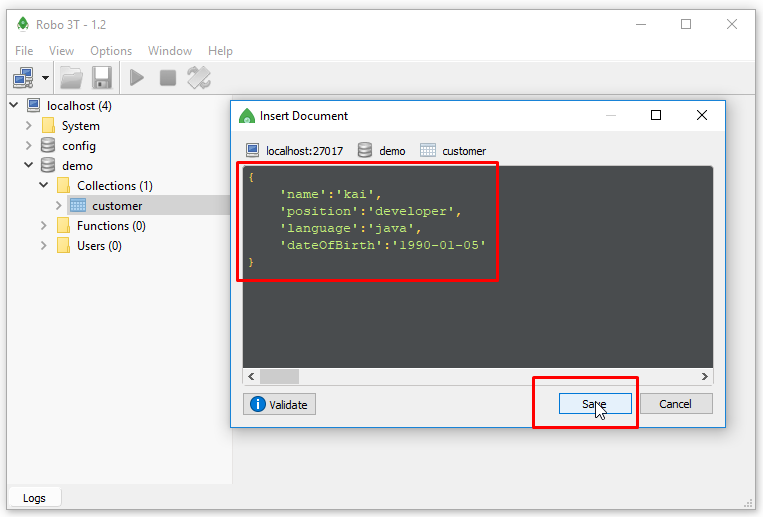 Robo 3T - 1.2
File View Options Window Help
localhost (4)
System
config
demo
Collections (1)
customer
Functions (0)
Users (0)
Insert Document
localhost:27017 demo customer
{
'name':'kai',
'position':'developer',
'language':'java',
'dateOfBirth':'1990-01-05'
}
Validate Save Cancel
Logs